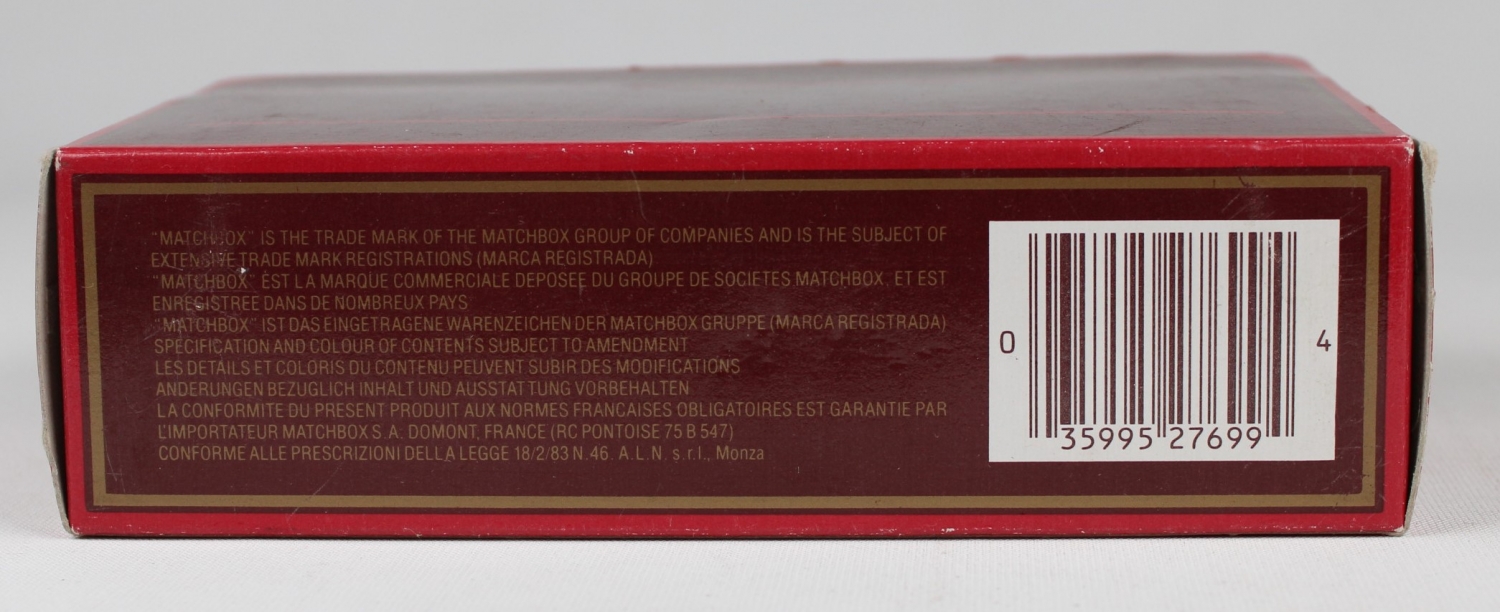 "MATCHBOX" IS THE TRADE MARK OF THE MATCHBOX GROUP OF COMPANIES AND IS THE SUBJECT OF
EXTENSIVE TRADE MARK REGISTRATIONS (MARCA REGISTRADA)
"MATCHBOX" EST LA MARQUE COMMERCIALE DEPOSEE DU GROUPE DE SOCIETES MATCHBOX. ET EST
ENREGISTREE DANS DE NOMBREUX PAYS
"MATCHBOX" IST DAS EINGETRAGENE WARENZEICHEN DER MATCHBOX GRUPPE (MARCA REGISTRADA)
SPECIFICATION AND COLOUR OF CONTENTS SUBJECT TO AMENDMENT
LES DETAILS ET COLORIS DU CONTENU PEUVENT SUBIR DES MODIFICATIONS
ANDERUNGEN BEZUGLICH INHALT UND AUSSTATTUNG VORBEHALTEN
LA CONFORMITE DU PRESENT PRODUIT AUX NORMES FRANCAISES OBLIGATOIRES EST GARANTIE PAR
L'IMPORTATEUR MATCHBOX S.A. DOMONT, FRANCE (RC PONTOISE 75 B 547)
CONFORME ALLE PRESCRIZIONI DELLA LEGGE 18/2/83 N. 46. A.L.N. s.r.l., Monza
0 35995 27699 4